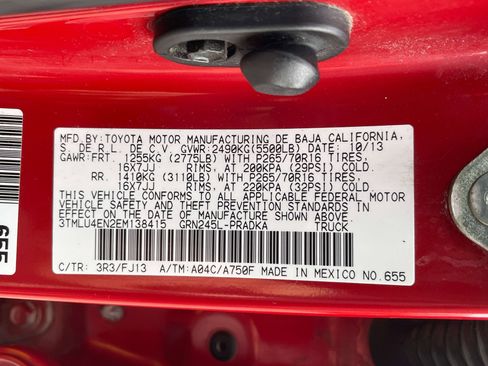 MFD.BY:TOYOTA MOTOR MANUFACTURING DE BAJA CALIFORNIA,
S. DE R.L. DE C.V. GVWR:2490KG(5500LB) DATE: 10/13
GAWR:FRT. 1255KG (2775LB) WITH P265/70R16 TIRES,
16X7JJ RIMS, AT 200KPA (29PSI) COLD
RR. 1410KG (3110LB) WITH P265/70R16 TIRES,
16X7JJ RIMS, AT 220KPA (32PSI) COLD
THIS VEHICLE CONFORMS TO ALL APPLICABLE FEDERAL MOTOR
VEHICLE SAFETY AND THEFT PREVENTION STANDARDS IN
EFFECT ON THE DATE OF MANUFACTURE SHOWN ABOVE.
3TMLU4EN2EM138415 GRN245L-PRADKA TRUCK
C/TR: 3R3/FJ13 A/TM:A04C/A750F MADE IN MEXICO NO.655
655